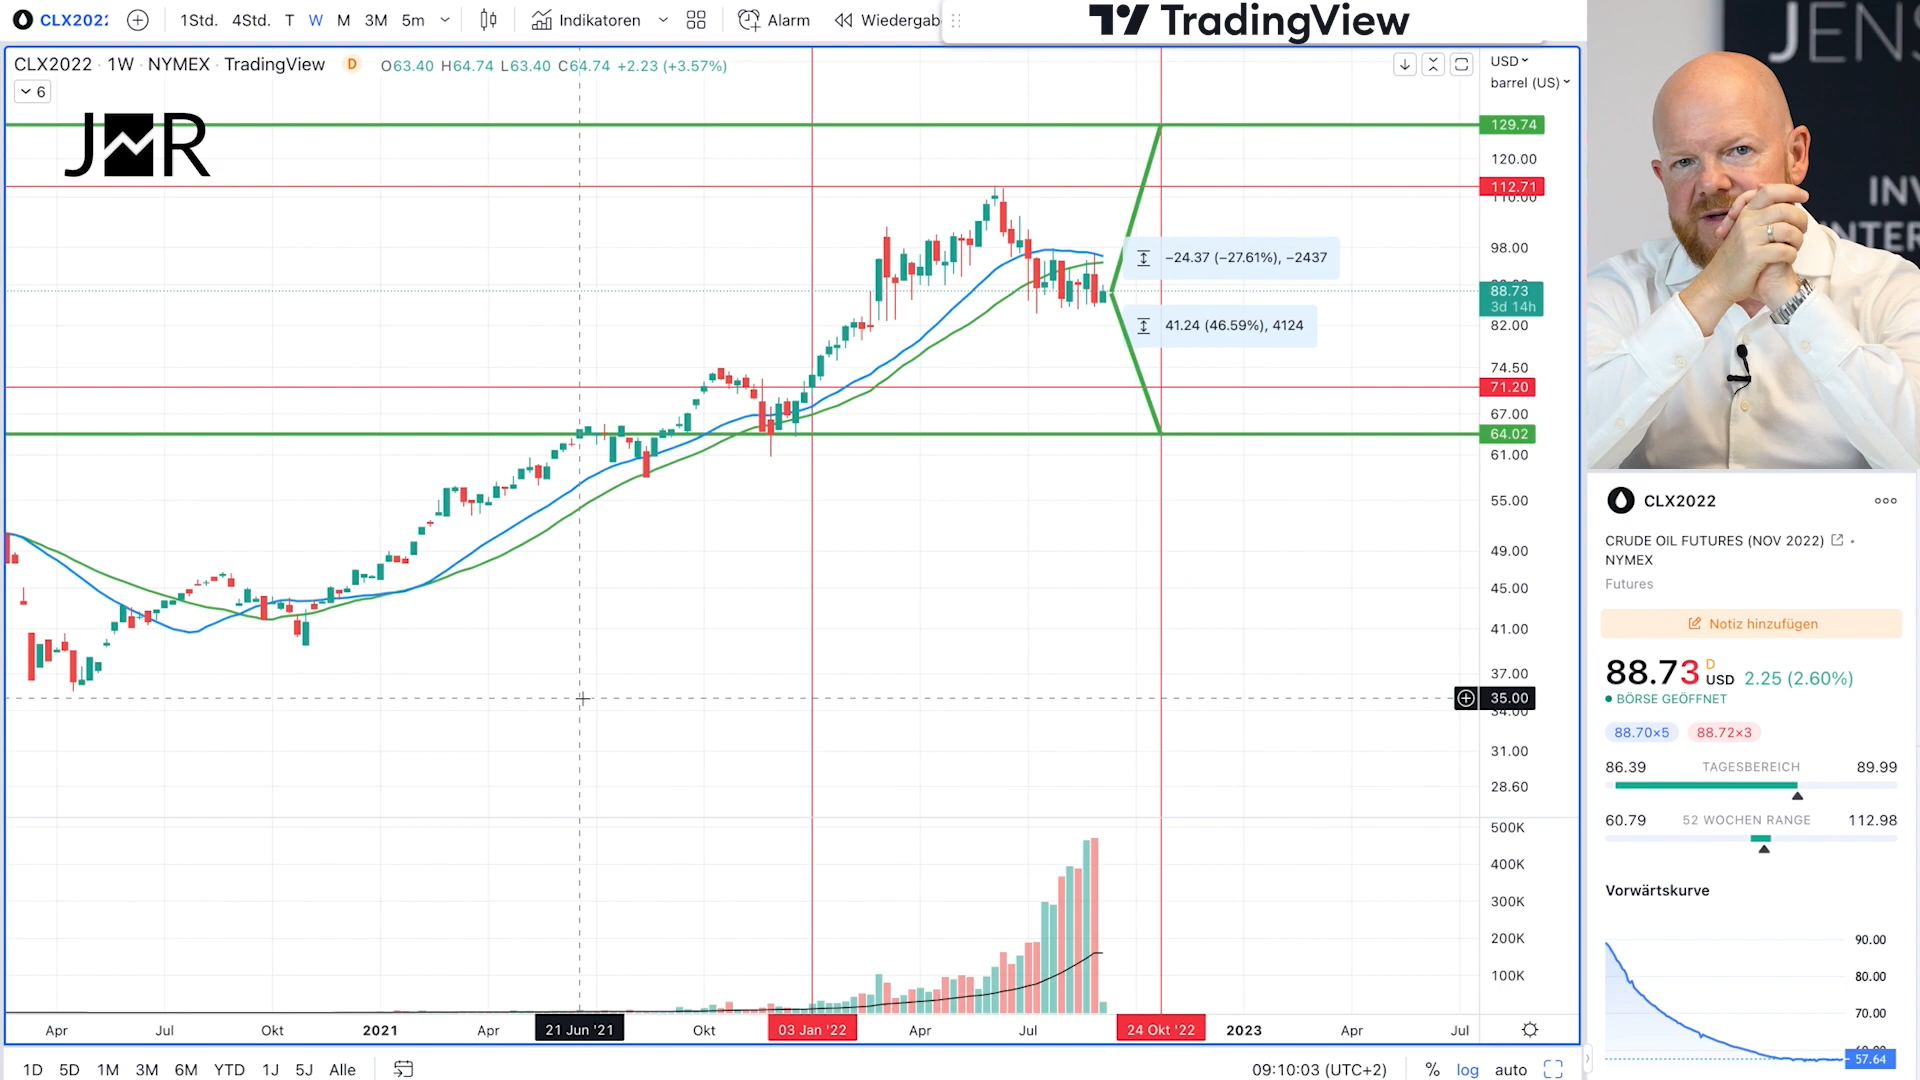 CLX2022
1Std. 4Std. T W M 3M 5m
Indikatoren
Alarm
Wiedergab
TradingView
JENS
CLX2022 · 1W · NYMEX · TradingView D O63.40 H64.74 L63.40 C64.74 +2.23 (+3.57%)
USD
barrel (US)
6
JMR
129.74
120.00
112.71
110.00
98.00
−24.37 (−27.61%), −2437
88.73
3d 14h
41.24 (46.59%), 4124
82.00
74.50
71.20
67.00
64.02
61.00
55.00
49.00
45.00
41.00
37.00
35.00
34.00
31.00
28.60
500K
400K
300K
200K
100K
Apr Jul Okt 2021 Apr 21 Jun '21 Okt 03 Jan '22 Apr Jul 24 Okt '22 2023 Apr Jul
1D 5D 1M 3M 6M YTD 1J 5J Alle
09:10:03 (UTC+2) % log auto
CLX2022
CRUDE OIL FUTURES (NOV 2022)
NYMEX
Futures
Notiz hinzufügen
88.73 D USD 2.25 (2.60%)
BÖRSE GEÖFFNET
88.70×5 88.72×3
86.39 TAGESBEREICH 89.99
60.79 52 WOCHEN RANGE 112.98
Vorwärtskurve
90.00
80.00
70.00
57.64